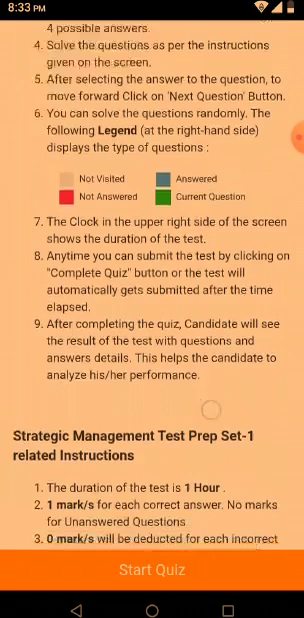 8:33 PM
4 possible answers.
4. Solve the questions as per the instructions
given on the screen.
5. After selecting the answer to the question, to
move forward Click on 'Next Question' Button.
6. You can solve the questions randomly. The
following Legend (at the right-hand side)
displays the type of questions :
Not Visited
Answered
Not Answered
Current Question
7. The Clock in the upper right side of the screen
shows the duration of the test.
8. Anytime you can submit the test by clicking on
"Complete Quiz" button or the test will
automatically gets submitted after the time
elapsed.
9. After completing the quiz, Candidate will see
the result of the test with questions and
answers details. This helps the candidate to
analyze his/her performance.
Strategic Management Test Prep Set-1
related Instructions
1. The duration of the test is 1 Hour .
2. 1 mark/s for each correct answer. No marks
for Unanswered Questions
3. 0 mark/s will be deducted for each incorrect
Start Quiz